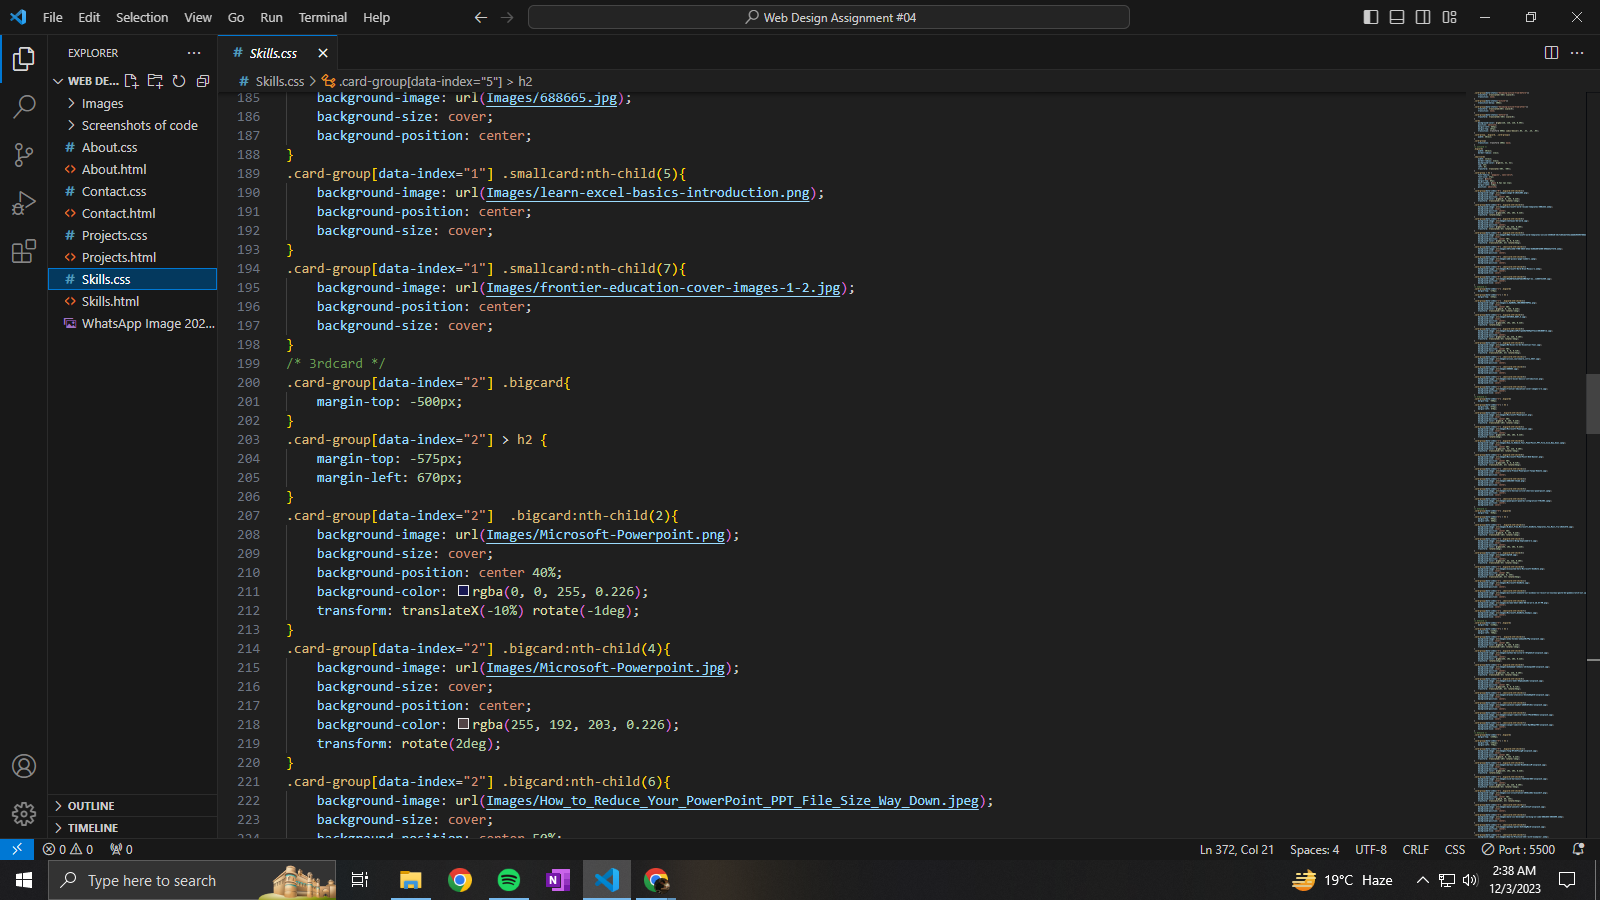 File Edit Selection View Go Run Terminal Help
Web Design Assignment #04
EXPLORER
WEB DE...
Images
Screenshots of code
# About.css
<> About.html
# Contact.css
<> Contact.html
# Projects.css
<> Projects.html
# Skills.css
<> Skills.html
WhatsApp Image 202...
OUTLINE
TIMELINE
# Skills.css
# Skills.css > .card-group[data-index="5"] > h2
185 background-image: url(Images/688665.jpg);
186 background-size: cover;
187 background-position: center;
188 }
189 .card-group[data-index="1"] .smallcard:nth-child(5){
190 background-image: url(Images/learn-excel-basics-introduction.png);
191 background-position: center;
192 background-size: cover;
193 }
194 .card-group[data-index="1"] .smallcard:nth-child(7){
195 background-image: url(Images/frontier-education-cover-images-1-2.jpg);
196 background-position: center;
197 background-size: cover;
198 }
199 /* 3rdcard */
200 .card-group[data-index="2"] .bigcard{
201 margin-top: -500px;
202 }
203 .card-group[data-index="2"] > h2 {
204 margin-top: -575px;
205 margin-left: 670px;
206 }
207 .card-group[data-index="2"]  .bigcard:nth-child(2){
208 background-image: url(Images/Microsoft-Powerpoint.png);
209 background-size: cover;
210 background-position: center 40%;
211 background-color: rgba(0, 0, 255, 0.226);
212 transform: translateX(-10%) rotate(-1deg);
213 }
214 .card-group[data-index="2"] .bigcard:nth-child(4){
215 background-image: url(Images/Microsoft-Powerpoint.jpg);
216 background-size: cover;
217 background-position: center;
218 background-color: rgba(255, 192, 203, 0.226);
219 transform: rotate(2deg);
220 }
221 .card-group[data-index="2"] .bigcard:nth-child(6){
222 background-image: url(Images/How_to_Reduce_Your_PowerPoint_PPT_File_Size_Way_Down.jpeg);
223 background-size: cover;
224 background-position: center 50%;
0 0 0
Ln 372, Col 21 Spaces: 4 UTF-8 CRLF CSS Port : 5500
Type here to search
19°C Haze
2:38 AM
12/3/2023